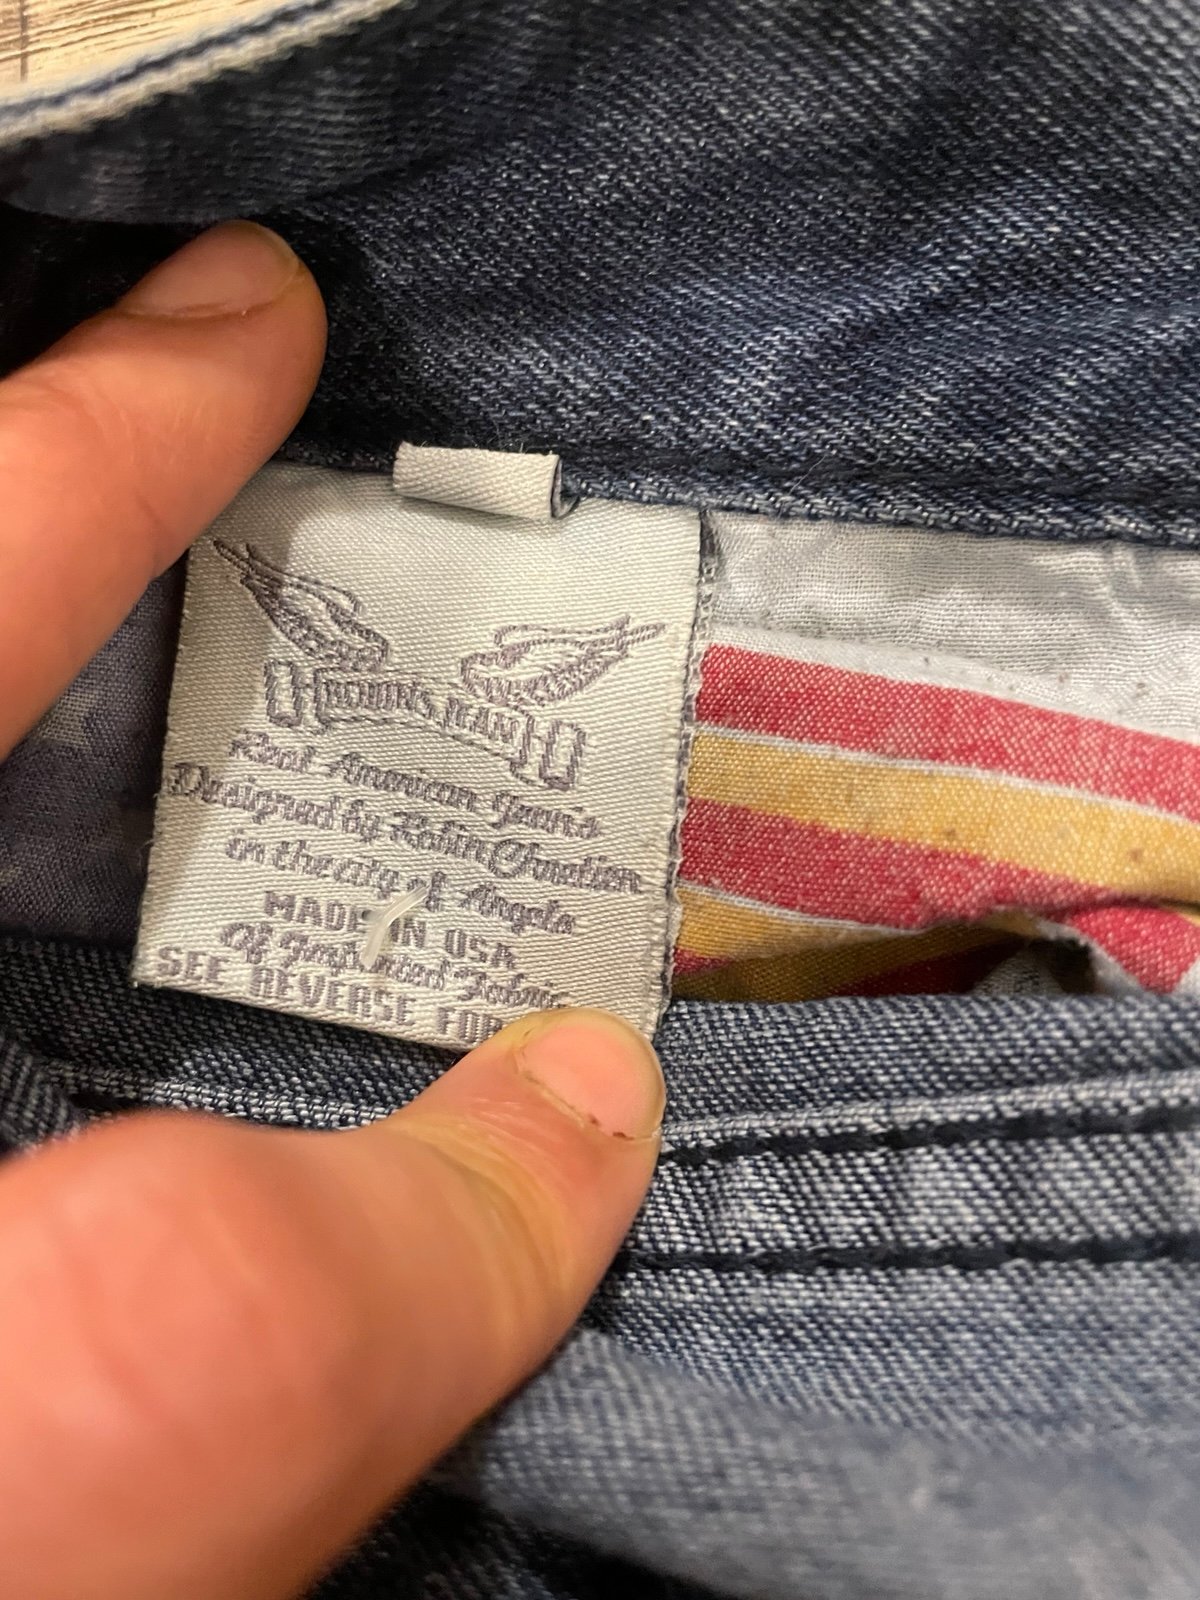 ROBIN'S JEAN
Real American Jean's
Designed by Robin Chretien
in the city of Angels
MADE IN USA
Of Imported Fabric
SEE REVERSE FOR